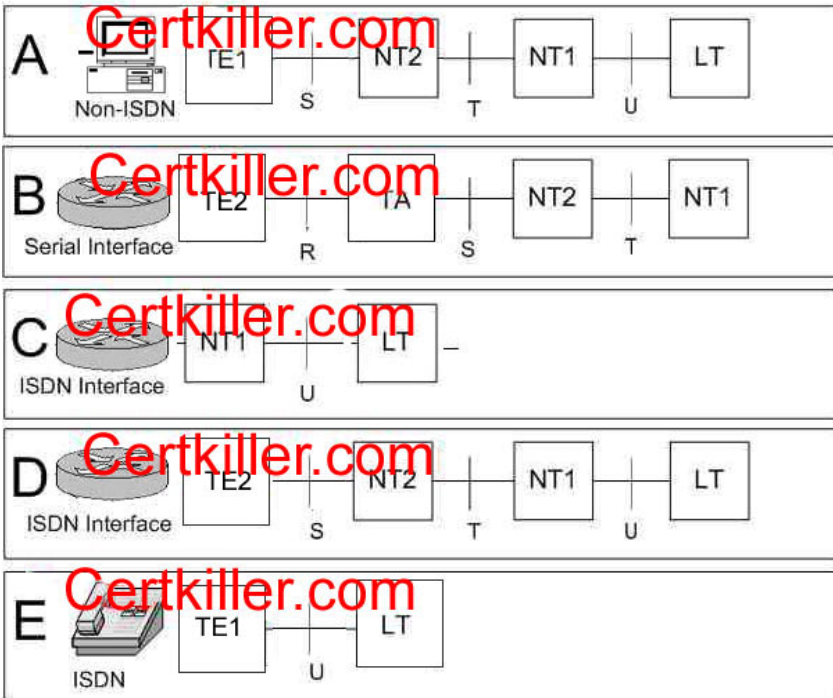 A
Certkiller.com
TE1
NT2
NT1
LT
S
T
U
Non-ISDN
B
Certkiller.com
TE2
TA
NT2
NT1
R
S
T
Serial Interface
C
Certkiller.com
NT1
LT
U
ISDN Interface
D
Certkiller.com
TE2
NT2
NT1
LT
S
T
U
ISDN Interface
E
Certkiller.com
TE1
LT
U
ISDN